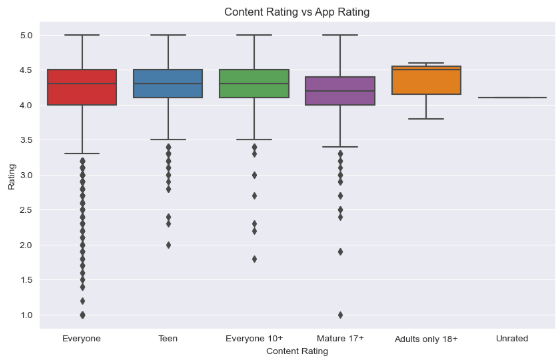 Content Rating vs App Rating
5.0
4.5
4.0
3.5
3.0
2.5
2.0
1.5
1.0
Rating
Everyone Teen Everyone 10+ Mature 17+ Adults only 18+ Unrated
Content Rating